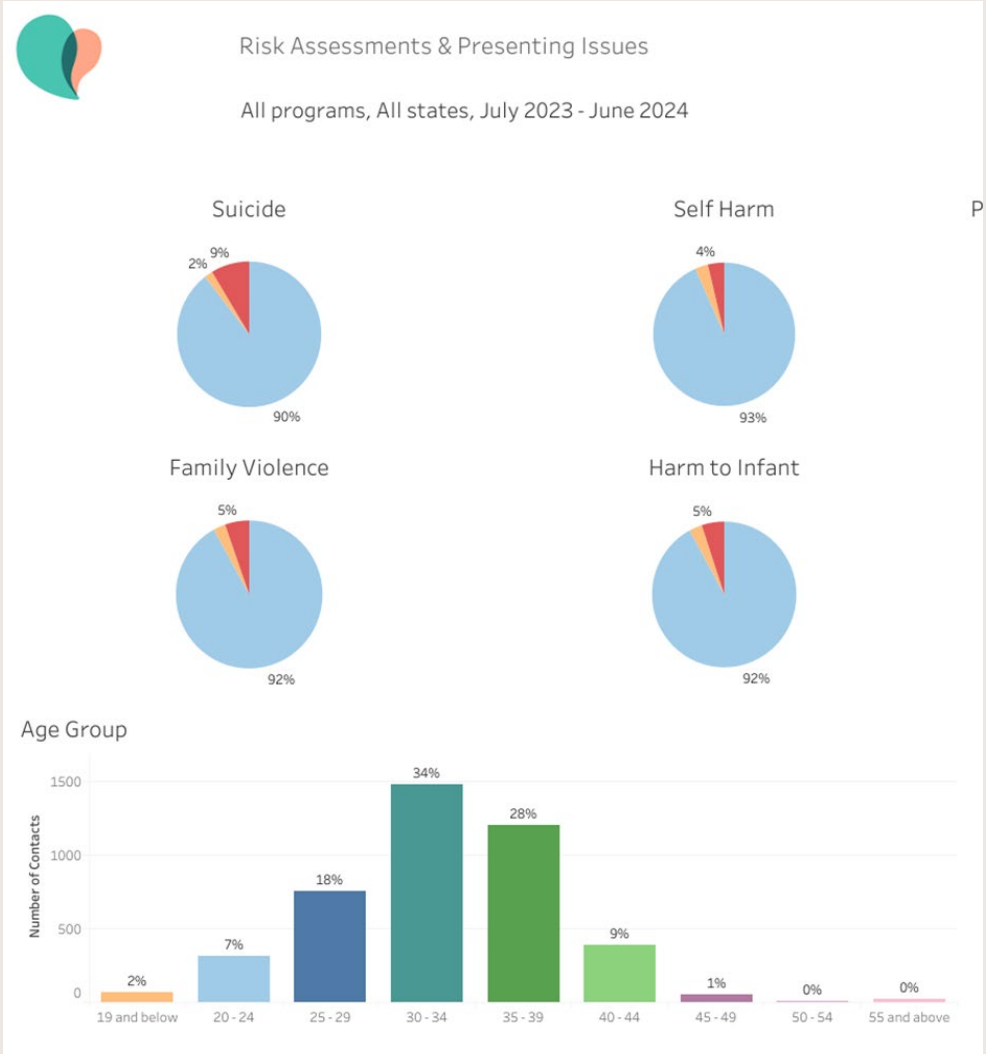 Risk Assessments & Presenting Issues
All programs, All states, July 2023 - June 2024
Suicide
Self Harm
P
9%
2%
90%
4%
93%
Family Violence
Harm to Infant
5%
92%
5%
92%
Age Group
Number of Contacts
1500
1000
500
0
2%
7%
18%
34%
28%
9%
1%
0%
0%
19 and below
20 - 24
25 - 29
30 - 34
35 - 39
40 - 44
45 - 49
50 - 54
55 and above